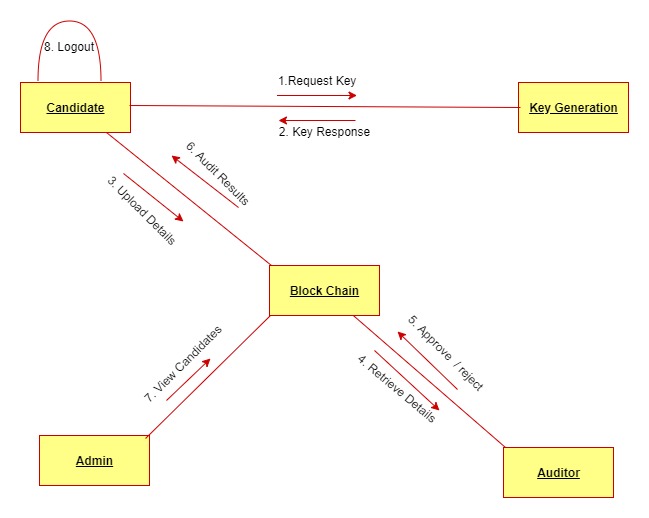 8. Logout
1.Request Key
Candidate
Key Generation
2. Key Response
6. Audit Results
3. Upload Details
Block Chain
5. Approve / reject
7. View Candidates
4. Retrieve Details
Admin
Auditor